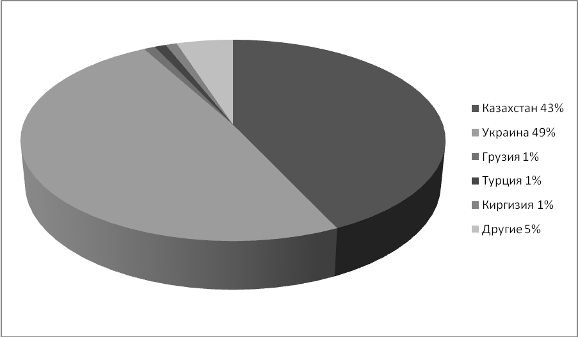 Казахстан 43%
Украина 49%
Грузия 1%
Турция 1%
Киргизия 1%
Другие 5%